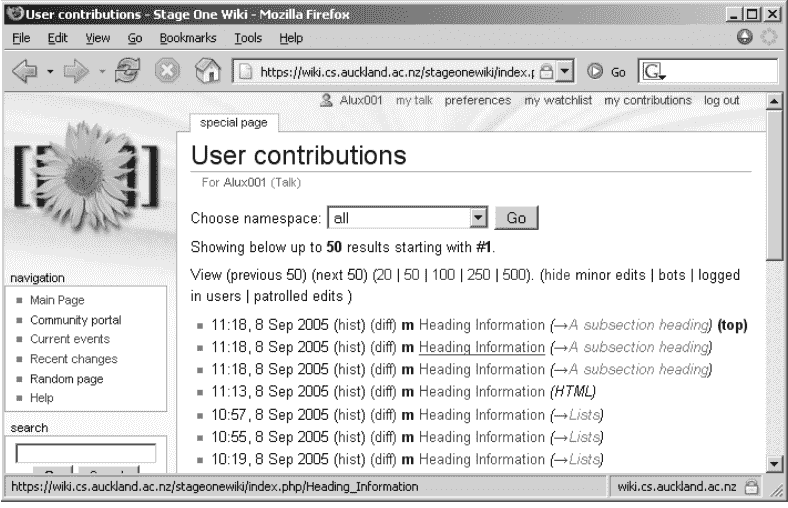 User contributions - Stage One Wiki - Mozilla Firefox
File Edit View Go Bookmarks Tools Help
https://wiki.cs.auckland.ac.nz/stageonewiki/index.p Go G
Alux001 my talk preferences my watchlist my contributions log out
special page
User contributions
For Alux001 (Talk)
Choose namespace: all Go
Showing below up to 50 results starting with #1.
View (previous 50) (next 50) (20 | 50 | 100 | 250 | 500). (hide minor edits | bots | logged
in users | patrolled edits )
11:18, 8 Sep 2005 (hist) (diff) m Heading Information (→A subsection heading) (top)
11:18, 8 Sep 2005 (hist) (diff) m Heading Information (→A subsection heading)
11:18, 8 Sep 2005 (hist) (diff) m Heading Information (→A subsection heading)
11:13, 8 Sep 2005 (hist) (diff) m Heading Information (HTML)
10:57, 8 Sep 2005 (hist) (diff) m Heading Information (→Lists)
10:55, 8 Sep 2005 (hist) (diff) m Heading Information (→Lists)
10:19, 8 Sep 2005 (hist) (diff) m Heading Information (→Lists)
navigation
Main Page
Community portal
Current events
Recent changes
Random page
Help
search
https://wiki.cs.auckland.ac.nz/stageonewiki/index.php/Heading_Information
wiki.cs.auckland.ac.nz